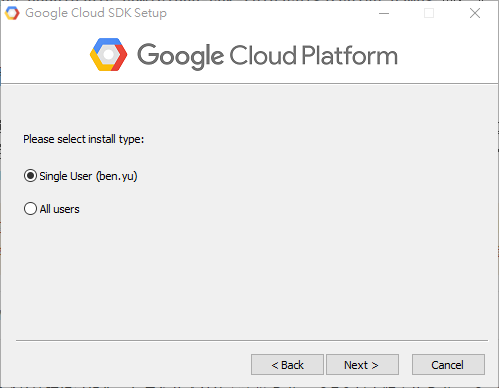 Google Cloud SDK Setup
Google Cloud Platform
Please select install type:
Single User (ben.yu)
All users
< Back
Next >
Cancel